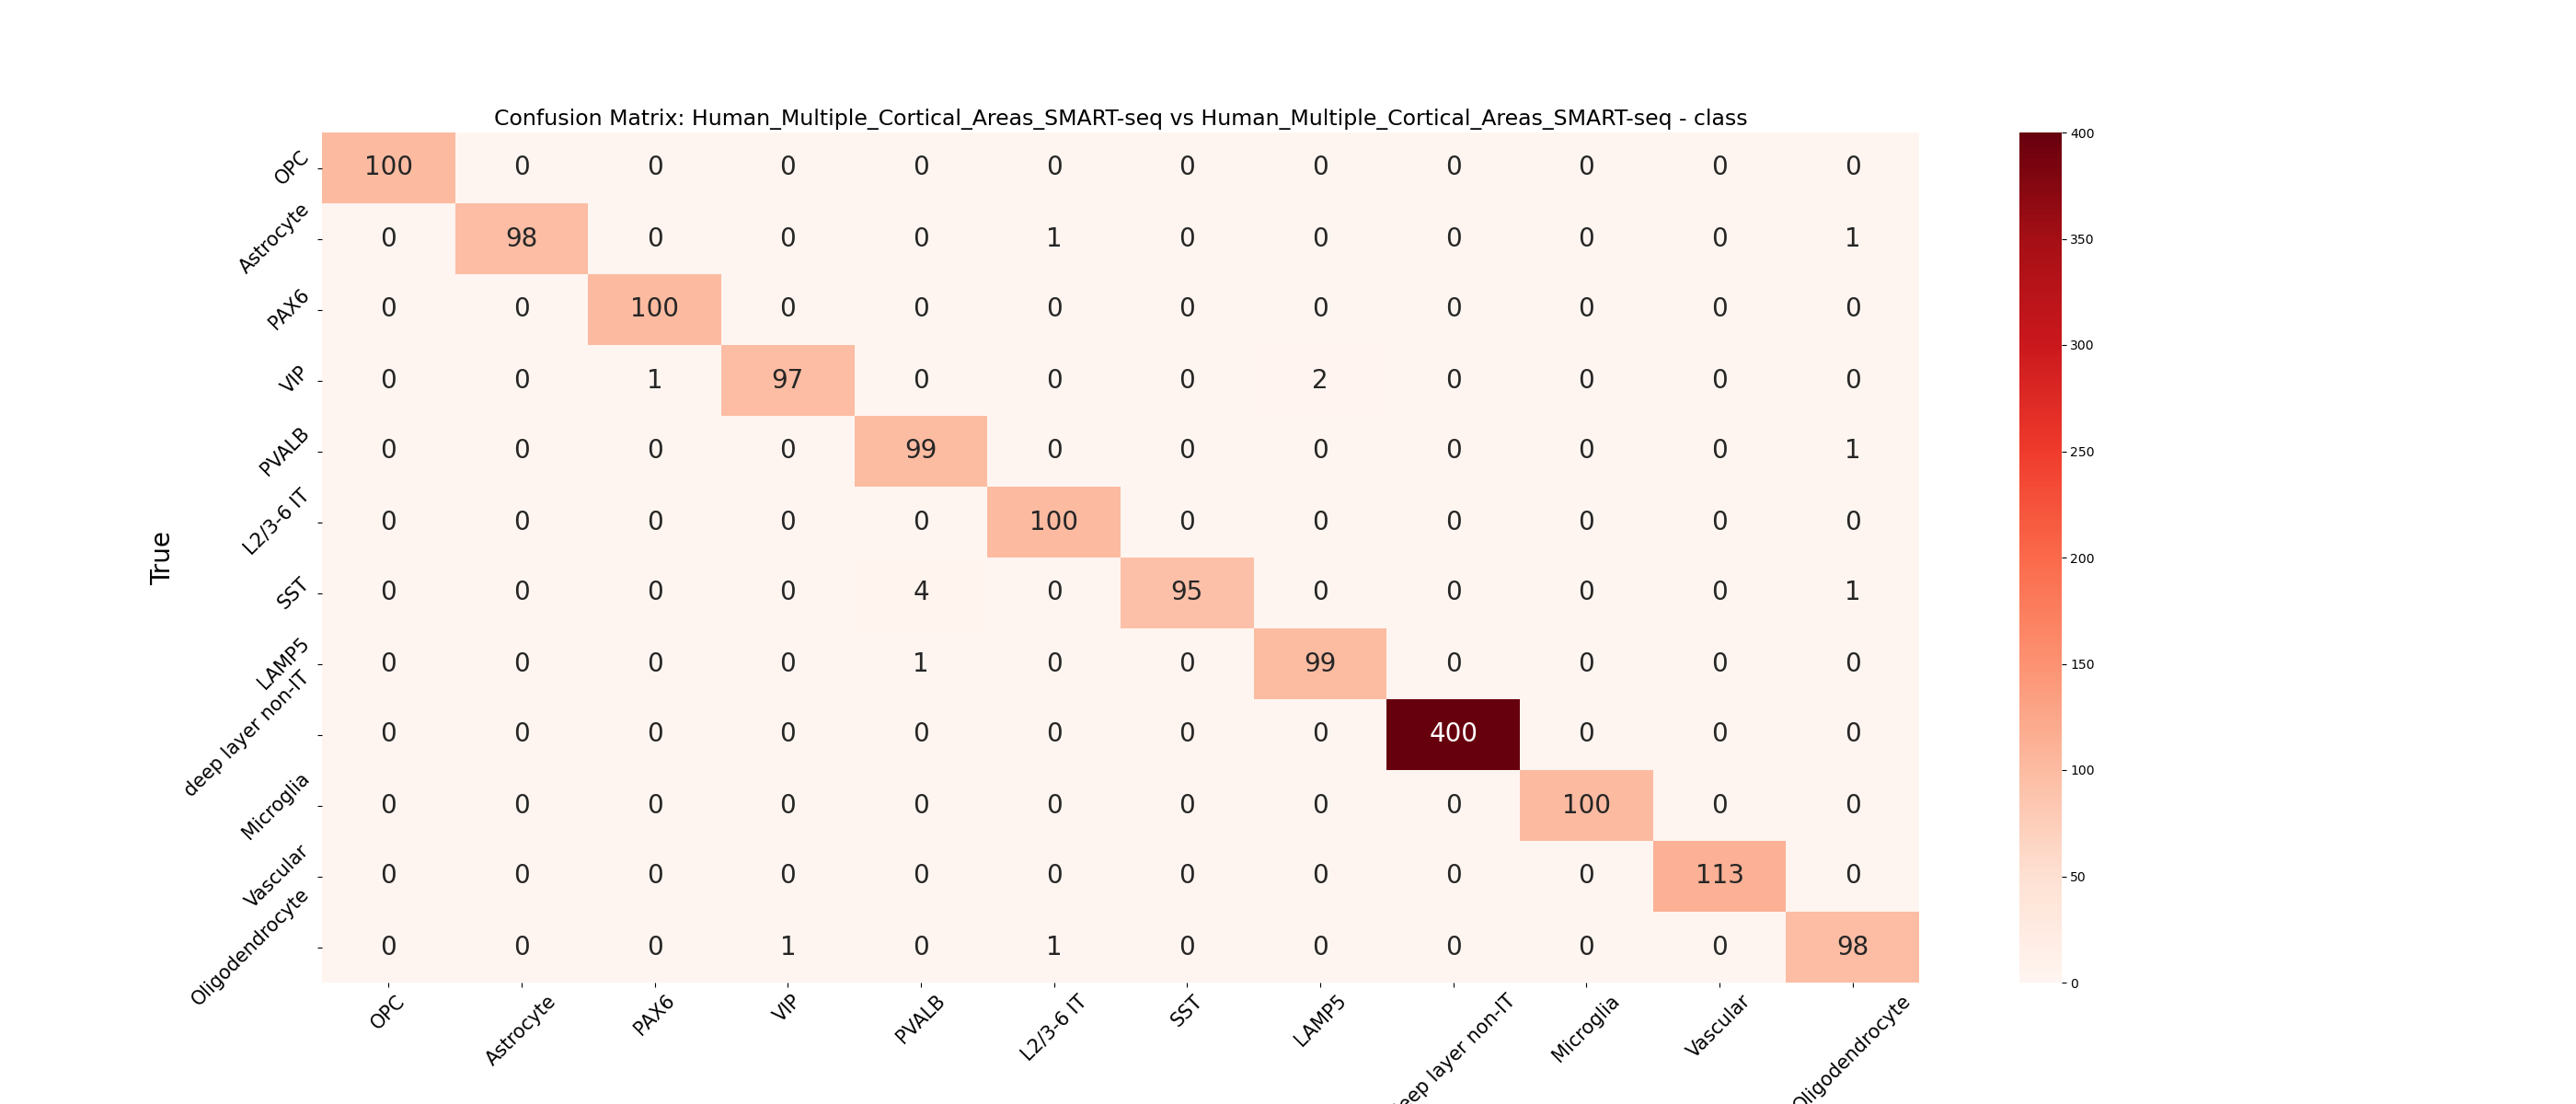 Confusion Matrix: Human_Multiple_Cortical_Areas_SMART-seq vs Human_Multiple_Cortical_Areas_SMART-seq - class
OPC 100 0 0 0 0 0 0 0 0 0 0 0
Astrocyte 0 98 0 0 0 1 0 0 0 0 0 1
PAX6 0 0 100 0 0 0 0 0 0 0 0 0
VIP 0 0 1 97 0 0 0 2 0 0 0 0
PVALB 0 0 0 0 99 0 0 0 0 0 0 1
L2/3-6 IT 0 0 0 0 0 100 0 0 0 0 0 0
SST 0 0 0 0 4 0 95 0 0 0 0 1
LAMP5 0 0 0 0 1 0 0 99 0 0 0 0
deep layer non-IT 0 0 0 0 0 0 0 0 400 0 0 0
Microglia 0 0 0 0 0 0 0 0 0 100 0 0
Vascular 0 0 0 0 0 0 0 0 0 0 113 0
Oligodendrocyte 0 0 0 1 0 1 0 0 0 0 0 98
True
OPC Astrocyte PAX6 VIP PVALB L2/3-6 IT SST LAMP5 eep layer non-IT Microglia Vascular Oligodendrocyte
400
350
300
250
200
150
100
50
0